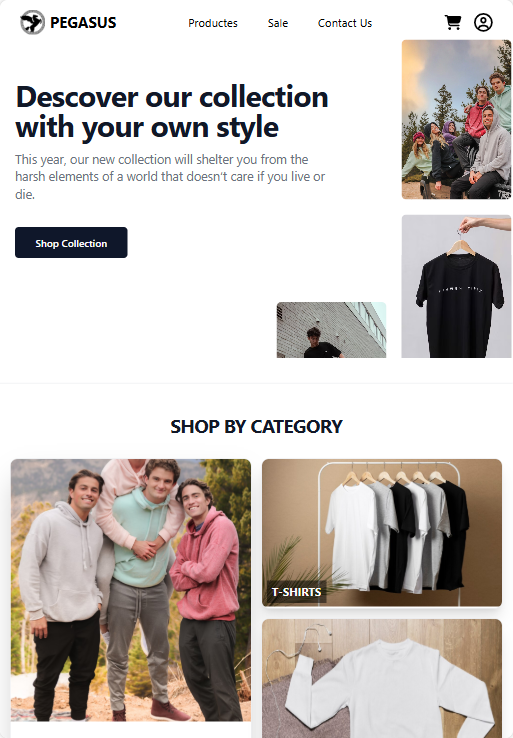 PEGASUS
Productes
Sale
Contact Us
Descover our collection
with your own style
This year, our new collection will shelter you from the
harsh elements of a world that doesn't care if you live or
die.
Shop Collection
SHOP BY CATEGORY
T-SHIRTS